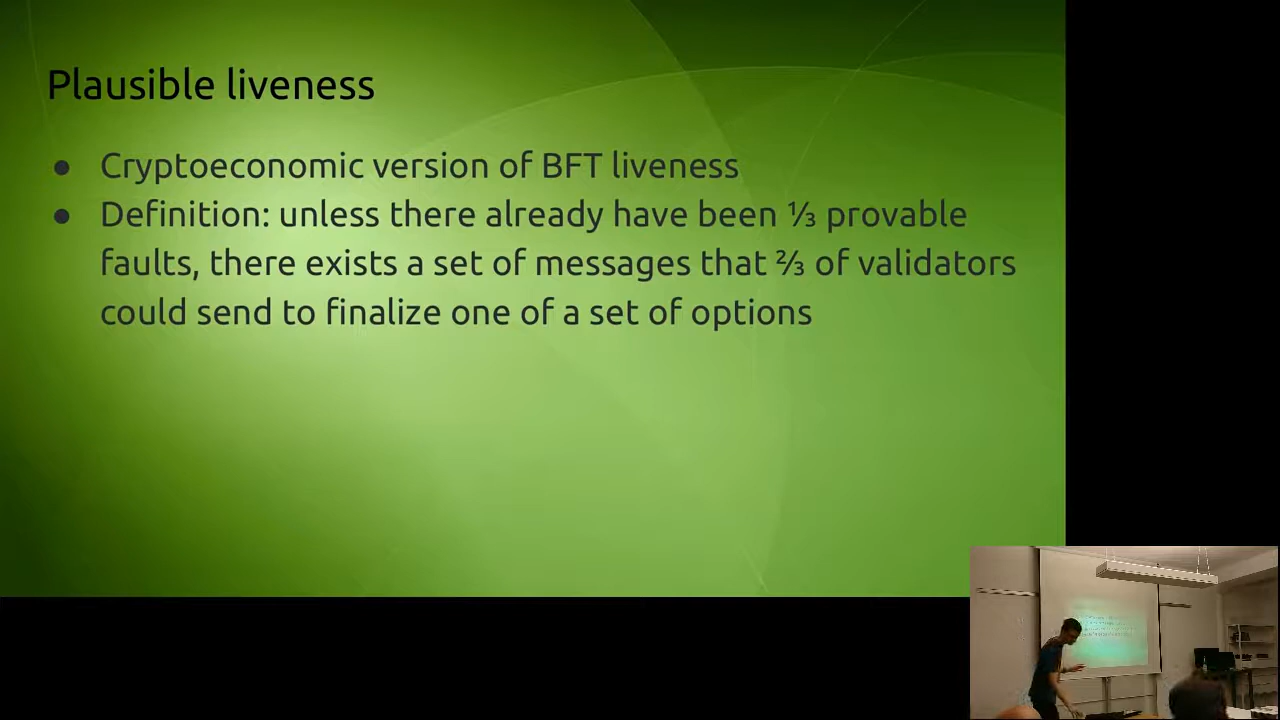 Plausible liveness
● Cryptoeconomic version of BFT liveness
● Definition: unless there already have been ⅓ provable
faults, there exists a set of messages that ⅔ of validators
could send to finalize one of a set of options